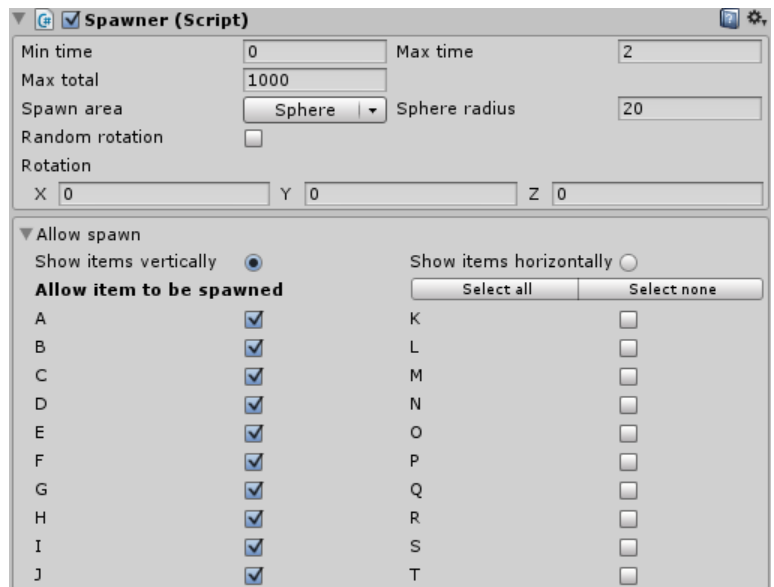 Spawner (Script)
Min time 0 Max time 2
Max total 1000
Spawn area Sphere Sphere radius 20
Random rotation
Rotation
X 0 Y 0 Z 0
Allow spawn
Show items vertically Show items horizontally
Allow item to be spawned Select all Select none
A K
B L
C M
D N
E O
F P
G Q
H R
I S
J T